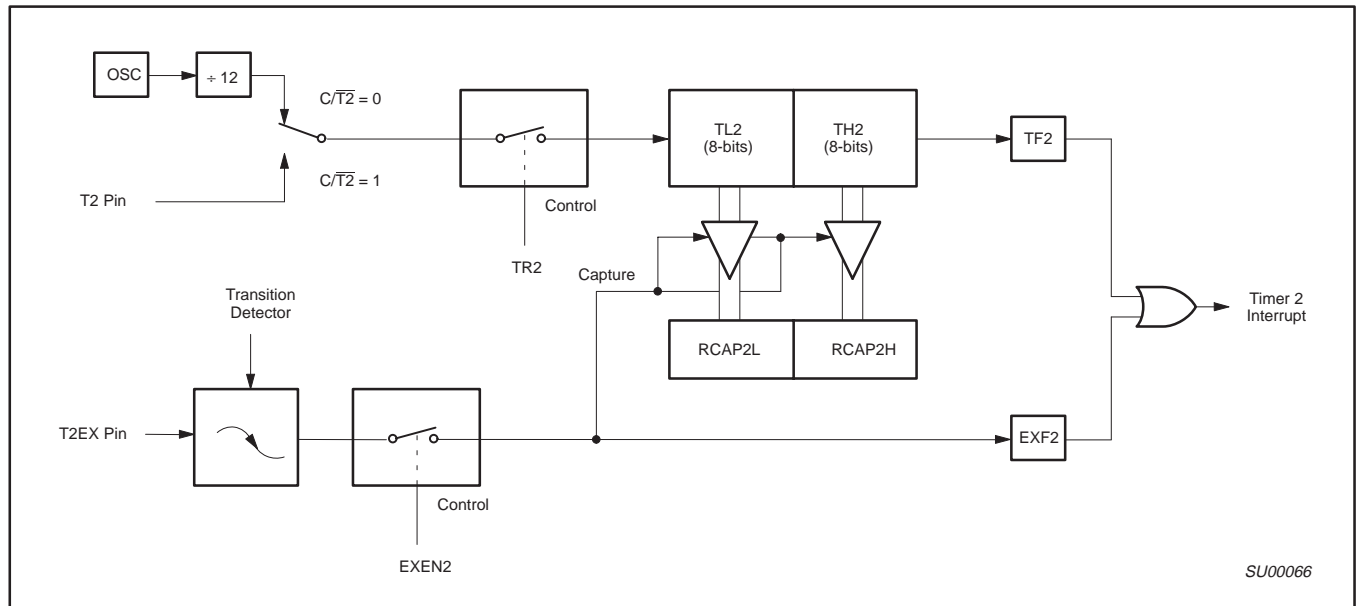 OSC
÷ 12
C/T2 = 0
C/T2 = 1
T2 Pin
Control
TR2
TL2
(8-bits)
TH2
(8-bits)
TF2
Capture
RCAP2L
RCAP2H
Timer 2
Interrupt
Transition
Detector
T2EX Pin
Control
EXEN2
EXF2
SU00066